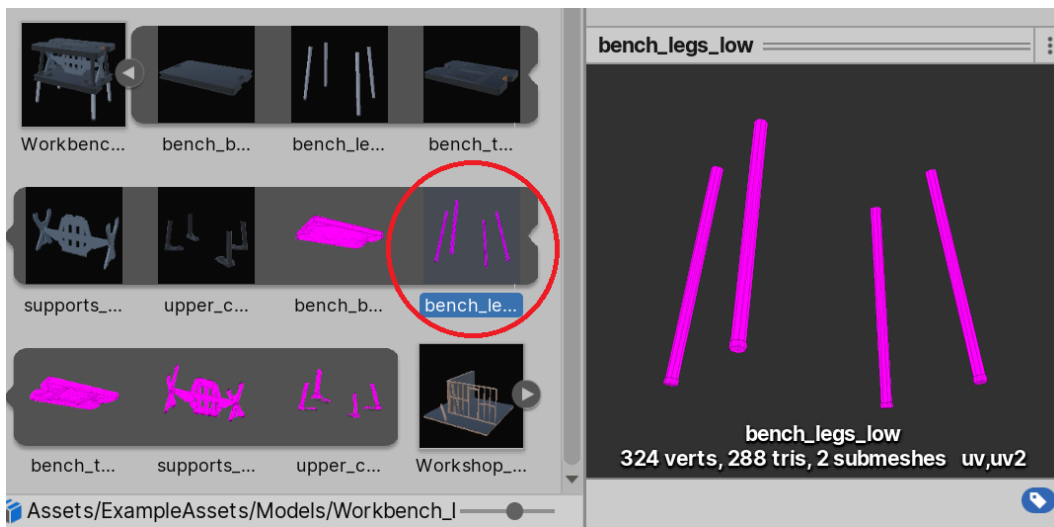 bench_legs_low
Workbenc...
bench_b...
bench_le...
bench_t...
supports_...
upper_c...
bench_b...
bench_le...
bench_t...
supports_...
upper_c...
Workshop_...
bench_legs_low
324 verts, 288 tris, 2 submeshes uv,uv2
Assets/ExampleAssets/Models/Workbench_l